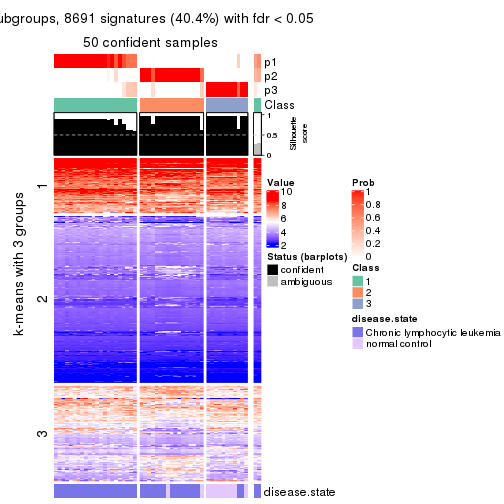 ubgroups, 8691 signatures (40.4%) with fdr < 0.05
50 confident samples
p1
p2
p3
Class
1
0.5
0
Silhouette
score
k-means with 3 groups
1
2
3
Value
10
8
6
4
2
Status (barplots)
confident
ambiguous
Prob
1
0.8
0.6
0.4
0.2
0
Class
1
2
3
disease.state
Chronic lymphocytic leukemia
normal control
disease.state